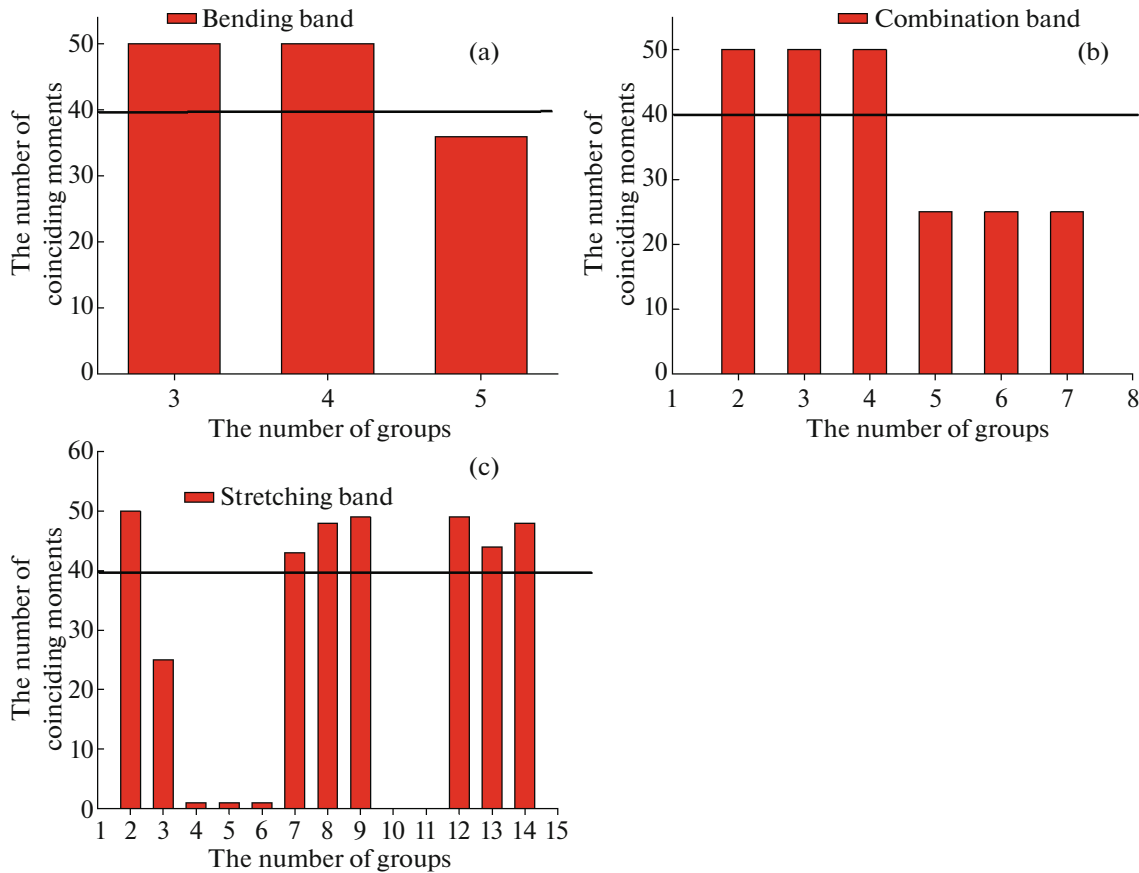 Bending band
(a)
50
40
30
20
10
0
3 4 5
The number of groups
The number of
coinciding moments
Combination band
(b)
50
40
30
20
10
0
1 2 3 4 5 6 7 8
The number of groups
The number of
coinciding moments
(c)
Stretching band
60
50
40
30
20
10
0
1 2 3 4 5 6 7 8 9 10 11 12 13 14 15
The number of groups
The number of
coinciding moments